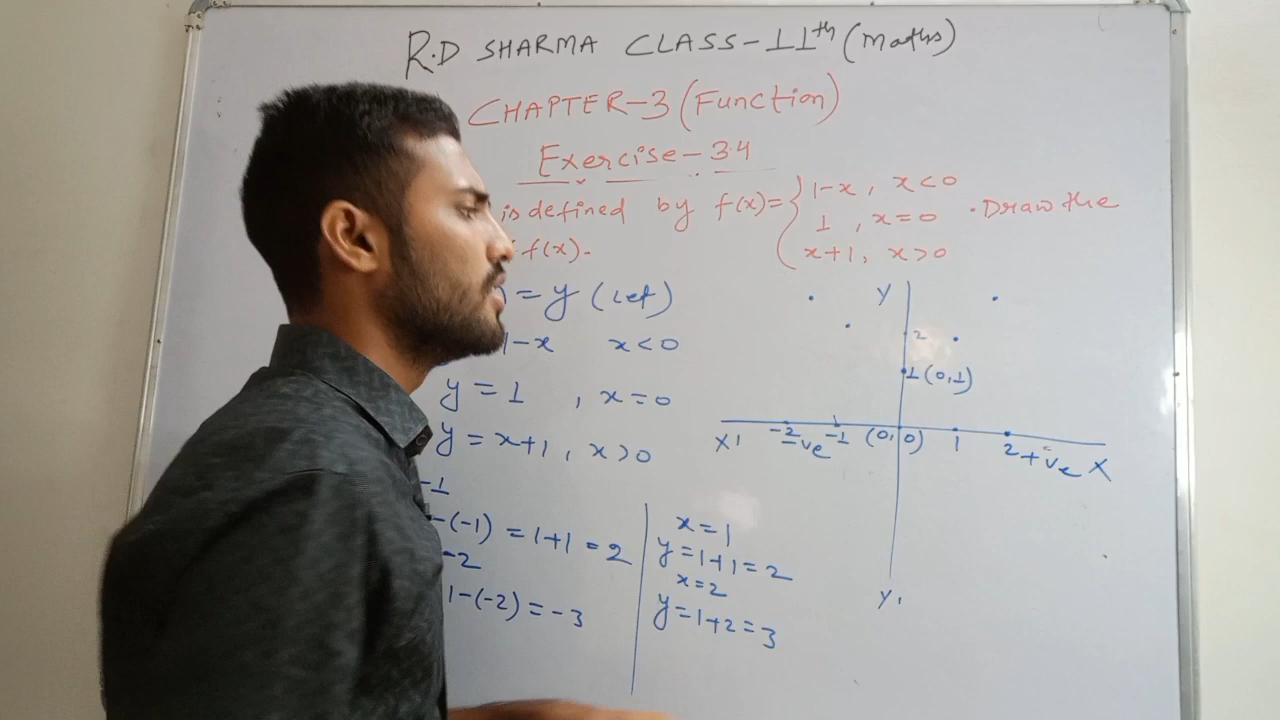 R.D SHARMA CLASS-11th (Maths)
CHAPTER-3 (Function)
Exercise-3.4
is defined by f(x)= { 1-x, x<0
1, x=0
x+1, x>0 . Draw the
f(x).
) = y (Let)
1-x x<0
y = 1, x=0
y = x+1, x>0
-1
-(-1) = 1+1 = 2
-2
1-(-2) = -3
x=1
y=1+1=2
x=2
y=1+2=3
Y
2
1 (0,1)
X' -2 -ve -1 (0,0) 1 2 +ve X
Y'